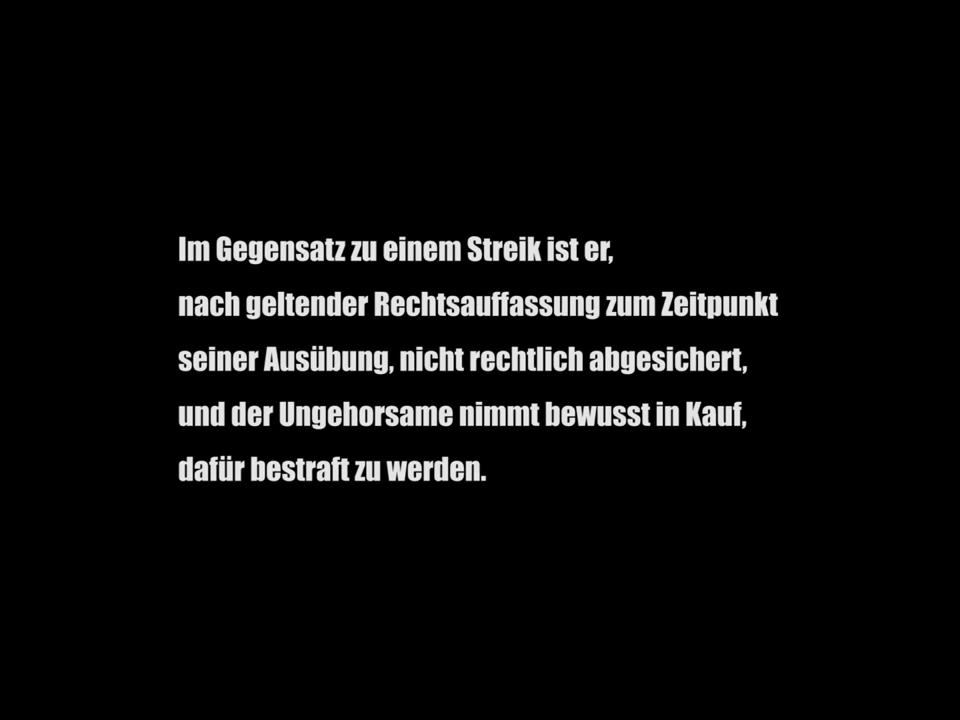 Im Gegensatz zu einem Streik ist er,
nach geltender Rechtsauffassung zum Zeitpunkt
seiner Ausübung, nicht rechtlich abgesichert,
und der Ungehorsame nimmt bewusst in Kauf,
dafür bestraft zu werden.